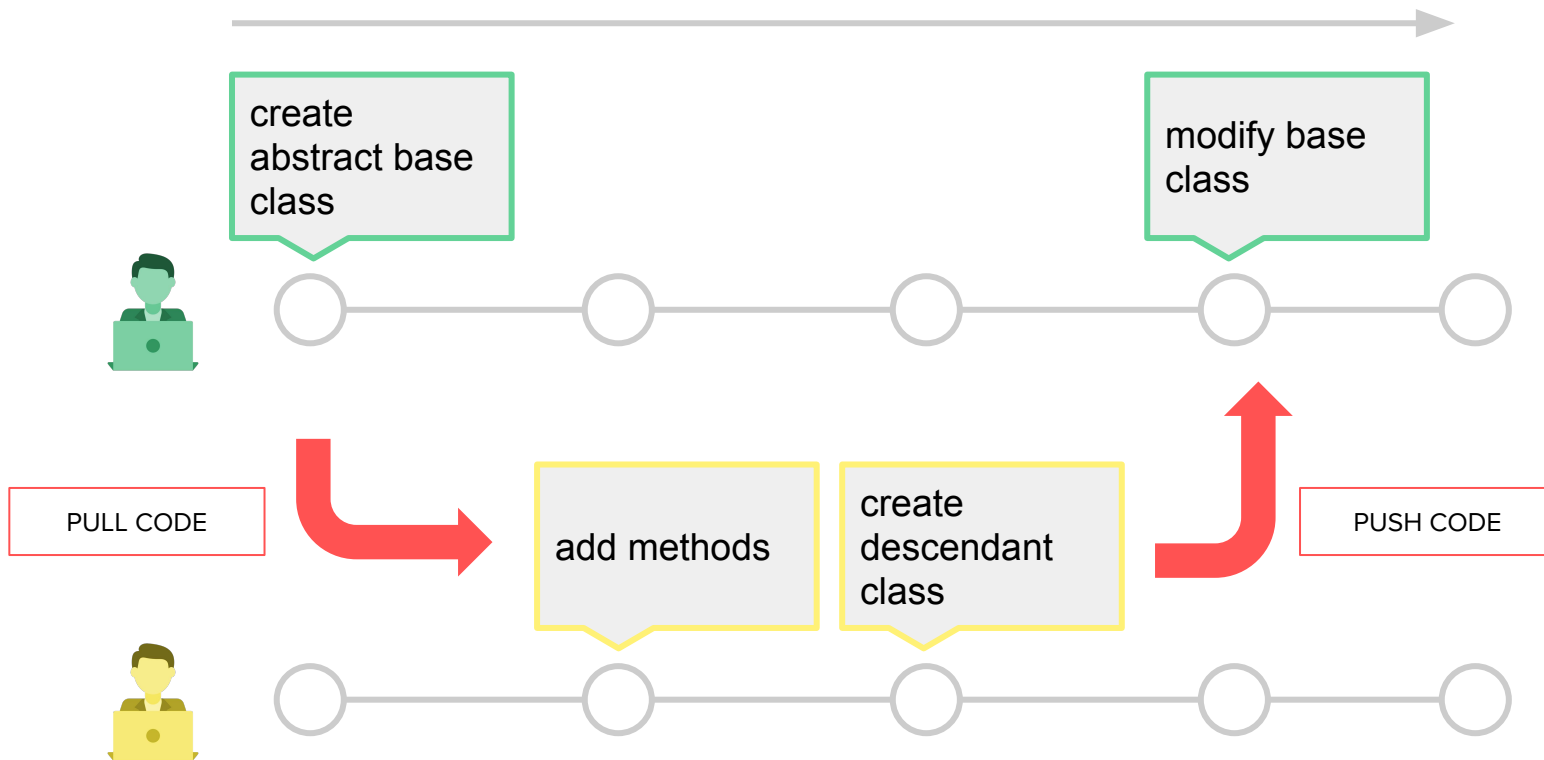 create
abstract base
class
modify base
class
PULL CODE
add methods
create
descendant
class
PUSH CODE